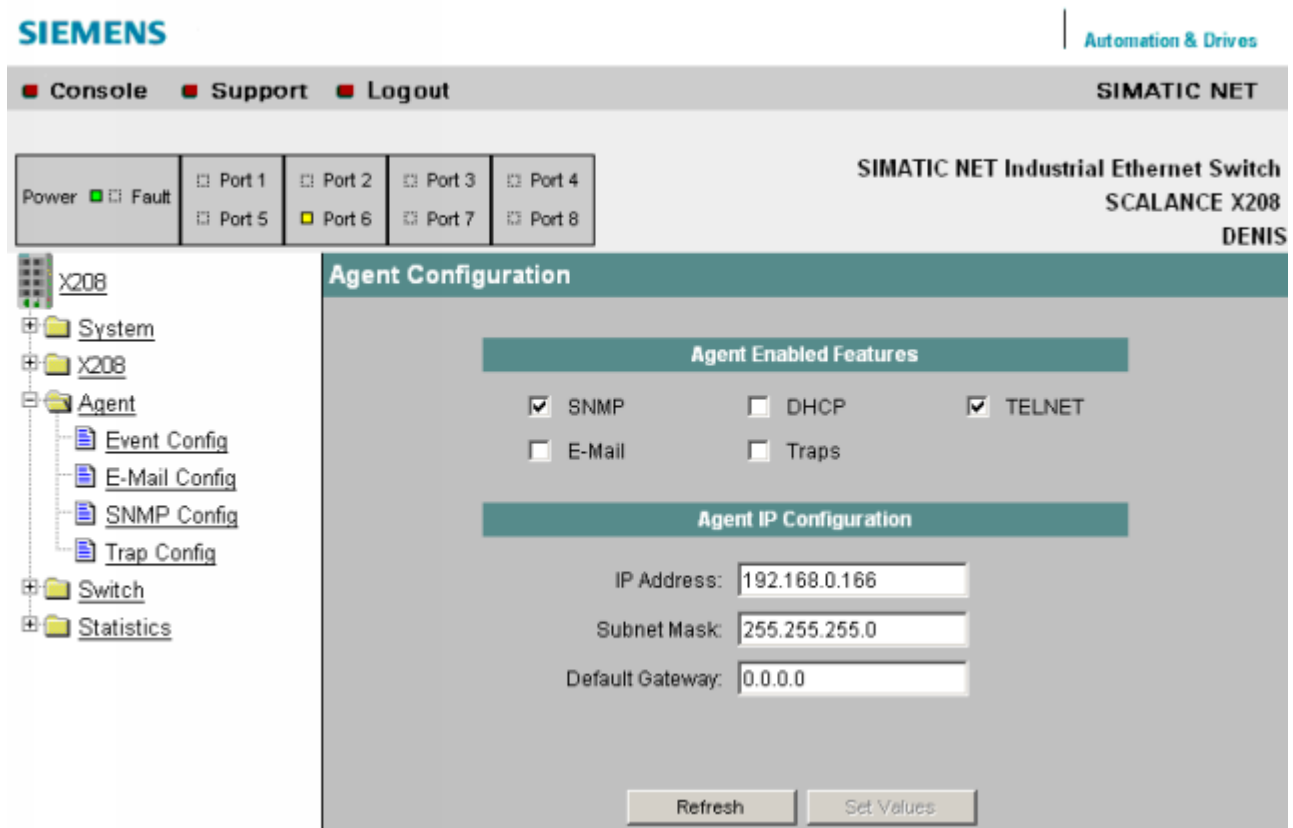 SIEMENS
Automation & Drives
Console Support Logout SIMATIC NET
Power Fault Port 1 Port 2 Port 3 Port 4
Port 5 Port 6 Port 7 Port 8
SIMATIC NET Industrial Ethernet Switch
SCALANCE X208
DENIS
X208
System
X208
Agent
Event Config
E-Mail Config
SNMP Config
Trap Config
Switch
Statistics
Agent Configuration
Agent Enabled Features
SNMP DHCP TELNET
E-Mail Traps
Agent IP Configuration
IP Address: 192.168.0.166
Subnet Mask: 255.255.255.0
Default Gateway: 0.0.0.0
Refresh Set Values